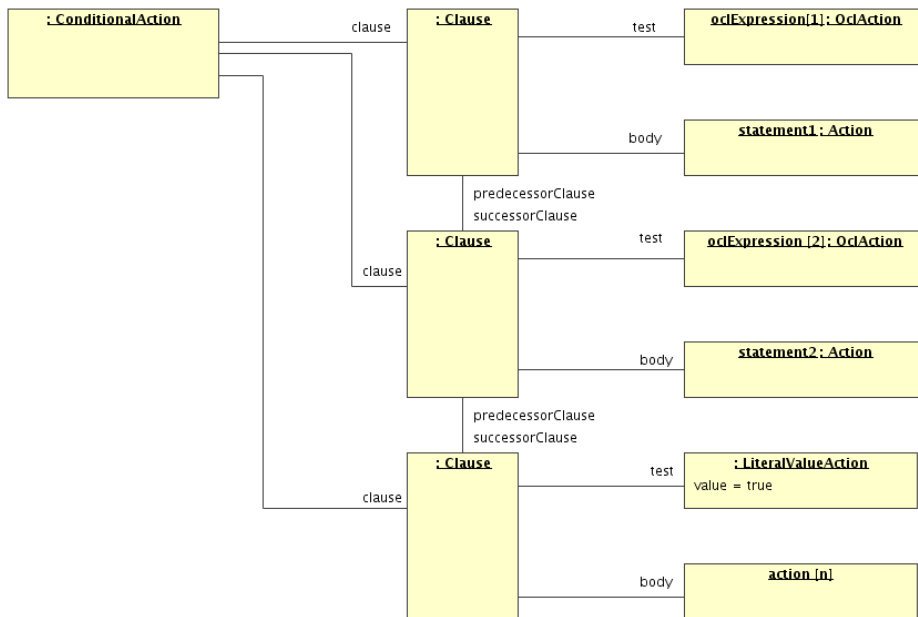 : ConditionalAction
clause
: Clause
test
oclExpression[1] : OclAction
body
statement1 : Action
predecessorClause
successorClause
: Clause
test
oclExpression [2] : OclAction
clause
body
statement2 : Action
predecessorClause
successorClause
: Clause
test
: LiteralValueAction
value = true
clause
body
action [n]